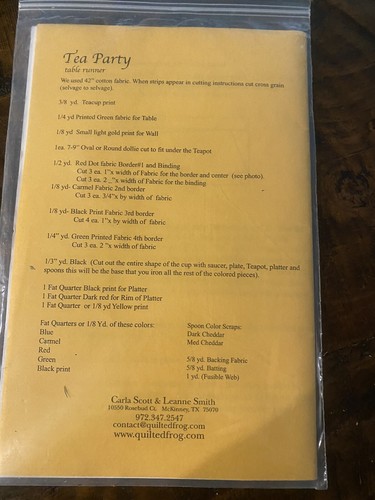 Tea Party
table runner
We used 42" cotton fabric. When strips appear in cutting instructions cut cross grain
(selvage to selvage).
3/8 yd. Teacup print
1/4 yd Printed Green fabric for Table
1/8 yd Small light gold print for Wall
1ea. 7-9" Oval or Round doilie cut to fit under the Teapot
1/2 yd. Red Dot fabric Border#1 and Binding
Cut 3 ea. 1"x width of Fabric for the border and center (see photo)
Cut 3 ea. 2 "x width of Fabric for the binding
1/8 yd- Carmel Fabric 2nd border
Cut 3 ea. 3/4"x by width of fabric
1/8 yd- Black Print Fabric 3rd border
Cut 4 ea. 1"x by width of fabric
1/4" yd. Green Printed Fabric 4th border
Cut 3 ea. 2 "x width of fabric
1/3" yd. Black (Cut out the entire shape of the cup with saucer, plate, Teapot, platter and
spoons this will be the base that you iron all the rest of the colored pieces).
1 Fat Quarter Black print for Platter
1 Fat Quarter Dark red for Rim of Platter
1 Fat Quarter or 1/8 yd Yellow print
Fat Quarters or 1/8 Yd. of these colors:
Blue
Carmel
Red
Green
Black print
Spoon Color Scraps:
Dark Cheddar
Med Cheddar
5/8 yd. Backing Fabric
5/8 yd. Batting
1 yd. (Fusible Web)
Carla Scott & Leanne Smith
10550 Rosebud Ct. McKinney, TX 75070
972.347.2547
contact@quiltedfrog.com
www.quiltedfrog.com